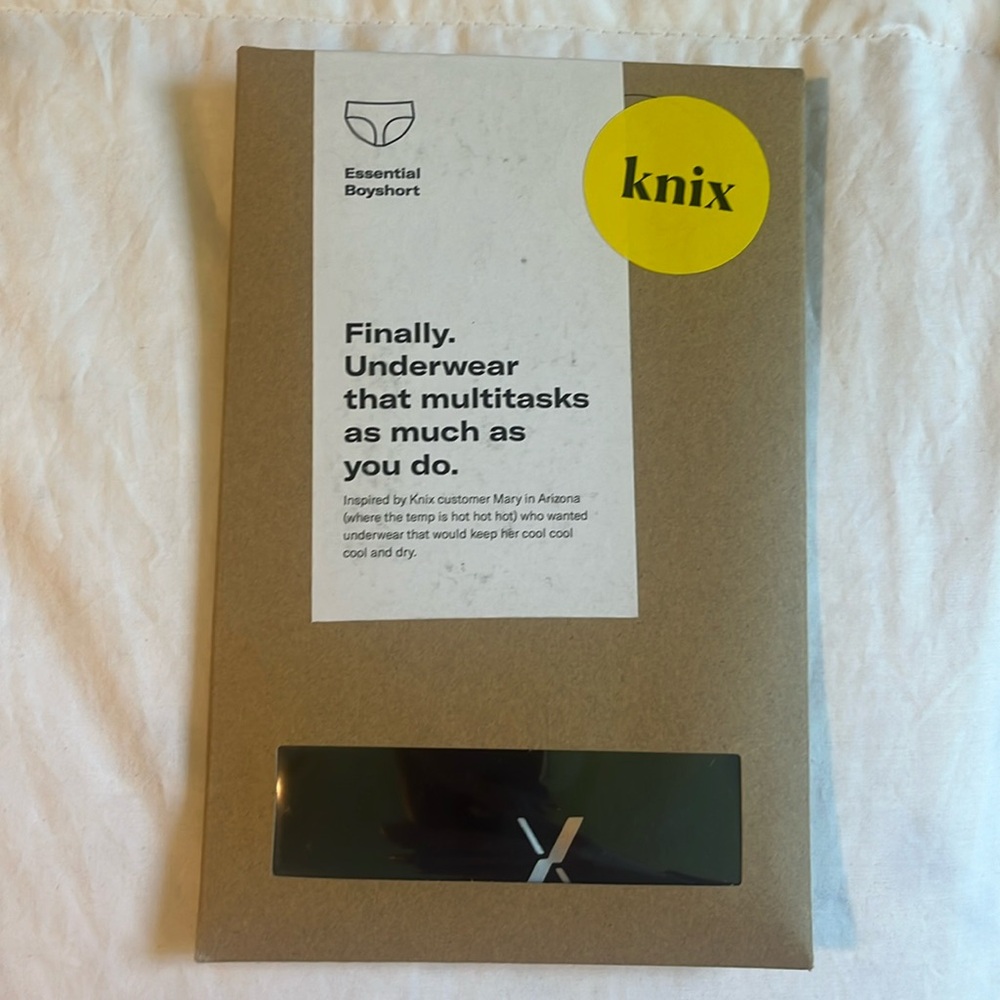 Essential
Boyshort
knix
Finally.
Underwear
that multitasks
as much as
you do.
Inspired by Knix customer Mary in Arizona
(where the temp is hot hot hot) who wanted
underwear that would keep her cool cool
cool and dry.
X